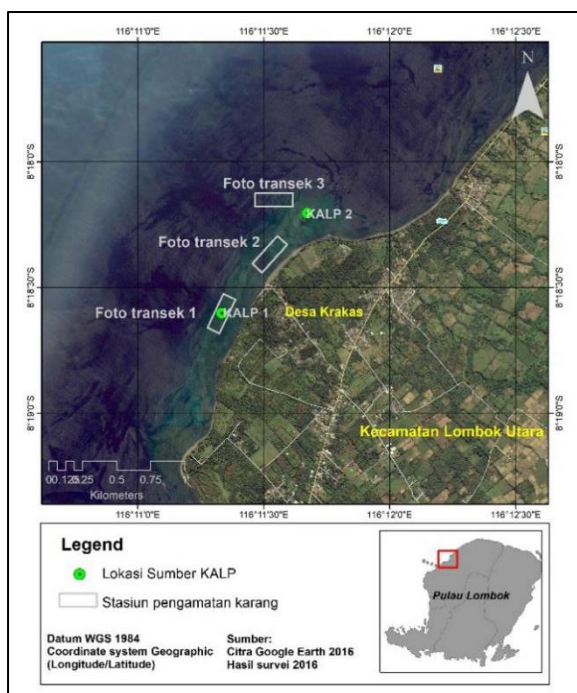 116°11'0"E 116°11'30"E 116°12'0"E 116°12'30"E
N
8°18'0"S 8°18'0"S
Foto transek 3
KALP 2
Foto transek 2
8°18'30"S 8°18'30"S
Foto transek 1 KALP 1 Desa Krakas
8°19'0"S 8°19'0"S
Kecamatan Lombok Utara
0 0.125 0.25 0.5 0.75
Kilometers
116°11'0"E 116°11'30"E 116°12'0"E 116°12'30"E
Legend
Lokasi Sumber KALP
Stasiun pengamatan karang
Datum WGS 1984
Coordinate system Geographic
(Longitude/Latitude)
Sumber:
Citra Google Earth 2016
Hasil survei 2016
Pulau Lombok